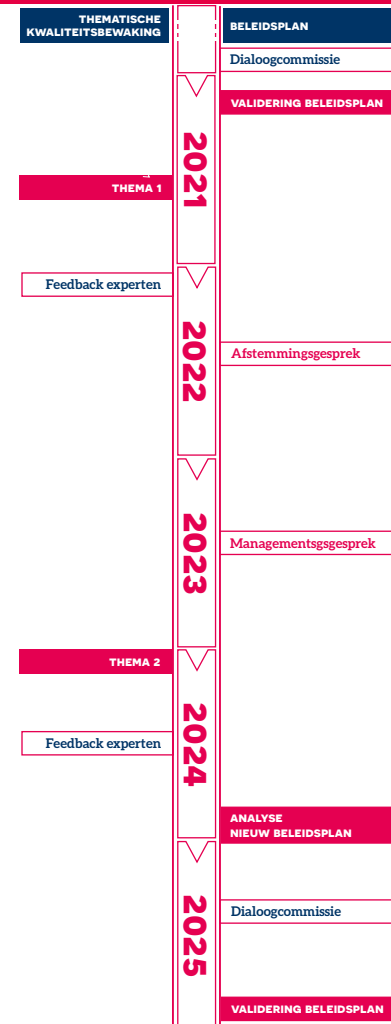 THEMATISCHE
KWALITEITSBEWAKING
BELEIDSPLAN
Dialoogcommissie
VALIDERING BELEIDSPLAN
2021
THEMA 1
Feedback experten
2022
Afstemmingsgesprek
2023
Managementsgsgesprek
THEMA 2
2024
Feedback experten
ANALYSE
NIEUW BELEIDSPLAN
2025
Dialoogcommissie
VALIDERING BELEIDSPLAN